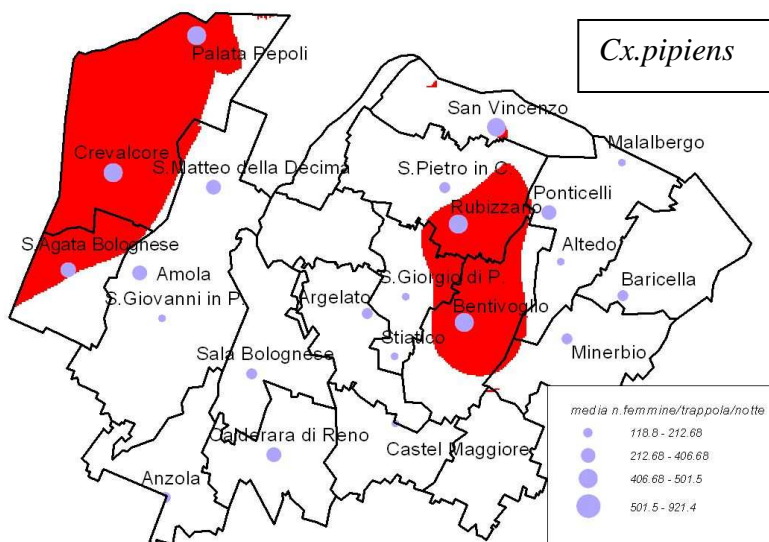 Cx.pipiens
Palata Pepoli
San Vincenzo
Malalbergo
Crevalcore
S.Matteo della Decima
S.Pietro in C.
Ponticelli
Rubizzano
S.Agata Bolognese
Amola
Altedo
S.Giovanni in P.
S.Giorgio di P.
Baricella
Argelato
Bentivoglio
Stiatico
Minerbio
Sala Bolognese
Calderara di Reno
Castel Maggiore
Anzola
media n.femmine/trappola/notte
118.8 - 212.68
212.68 - 406.68
406.68 - 501.5
501.5 - 921.4